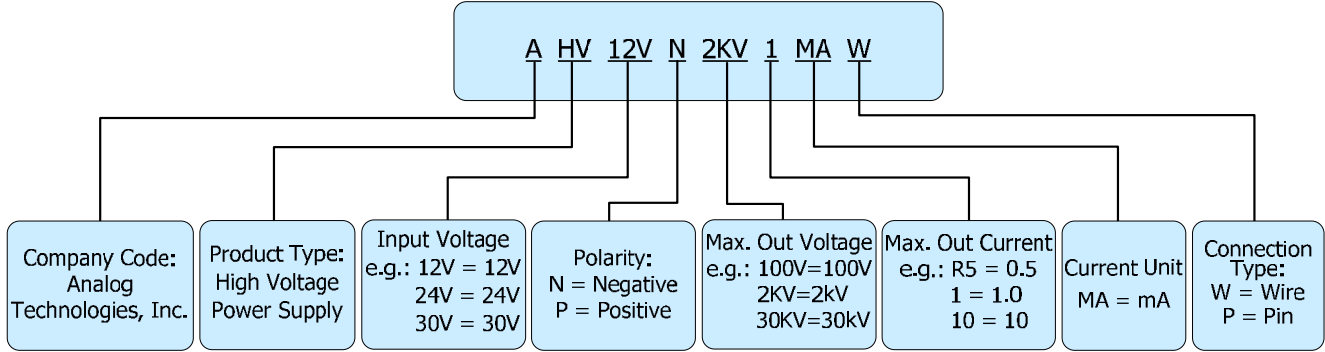 A HV 12V N 2KV 1 MA W
Company Code:
Analog
Technologies, Inc.
Product Type:
High Voltage
Power Supply
Input Voltage
e.g.: 12V = 12V
24V = 24V
30V = 30V
Polarity:
N = Negative
P = Positive
Max. Out Voltage
e.g.: 100V=100V
2KV=2kV
30KV=30kV
Max. Out Current
e.g.: R5 = 0.5
1 = 1.0
10 = 10
Current Unit
MA = mA
Connection
Type:
W = Wire
P = Pin